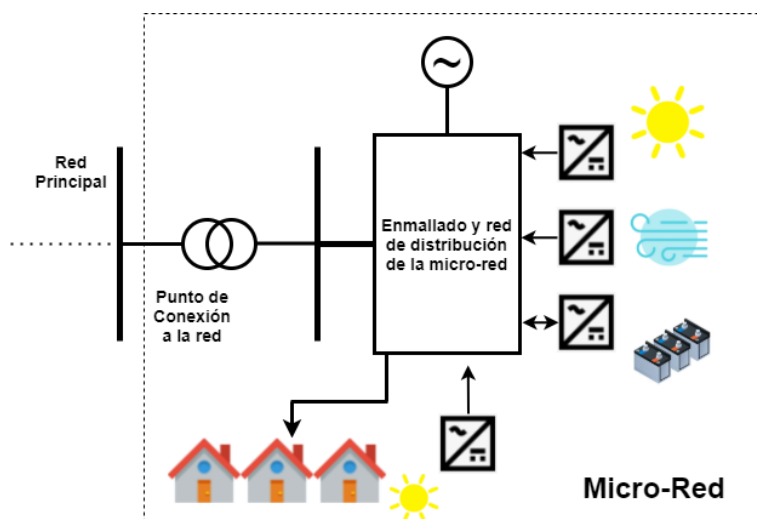 Red
Principal
Enmallado y red
de distribución
de la micro-red
Punto de
Conexión
a la red
Micro-Red